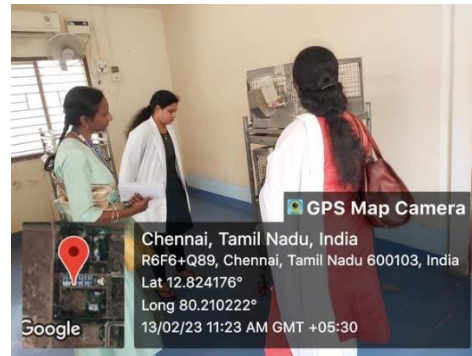 GPS Map Camera
Chennai, Tamil Nadu, India
R6F6+Q89, Chennai, Tamil Nadu 600103, India
Lat 12.824176°
Long 80.210222°
13/02/23 11:23 AM GMT +05:30
Google